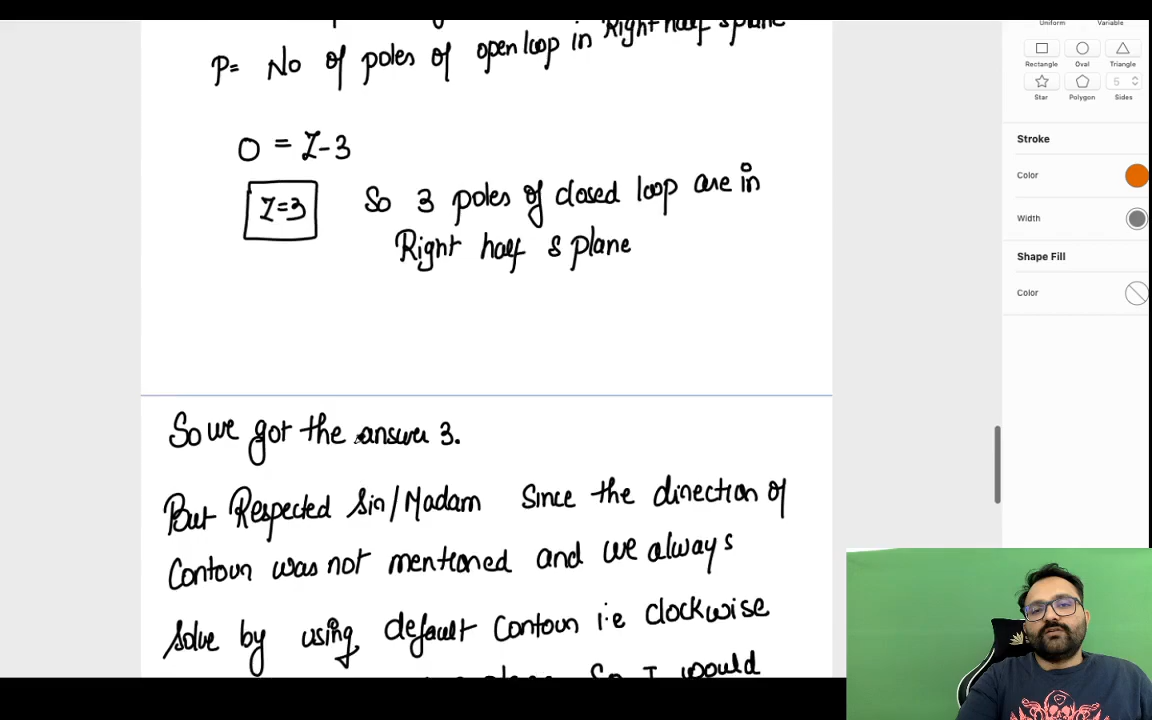 P= No of poles of open loop in Right half s plane
0 = Z-3
Z=3
So 3 poles of closed loop are in
Right half s plane
So we got the answer 3.
But Respected Sir/Madam Since the direction of
Contour was not mentioned and we always
solve by using default Contour i.e clockwise
So I would
Uniform Variable
Rectangle Oval Triangle
5
Star Polygon Sides
Stroke
Color
Width
Shape Fill
Color